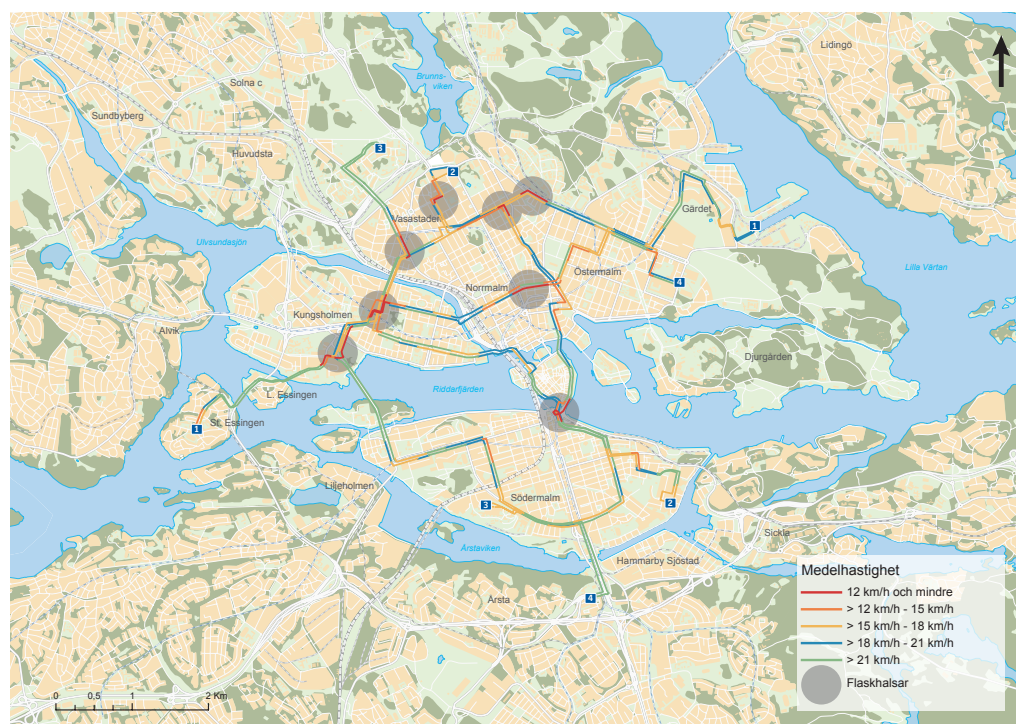 Lidingö
Brunns-
viken
Solna c
Sundbyberg
Huvudsta
3
2
Gärdet
Vasastaden
1
Ulvsundasjön
Östermalm
Lilla Värtan
Norrmalm
4
Kungsholmen
Alvik
Djurgården
Riddarfjärden
L. Essingen
St. Essingen
1
Liljeholmen
Södermalm
3
2
Sickla
Årstaviken
Hammarby Sjöstad
Årsta
4
Medelhastighet
12 km/h och mindre
> 12 km/h - 15 km/h
> 15 km/h - 18 km/h
> 18 km/h - 21 km/h
> 21 km/h
Flaskhalsar
0 0,5 1 2 Km